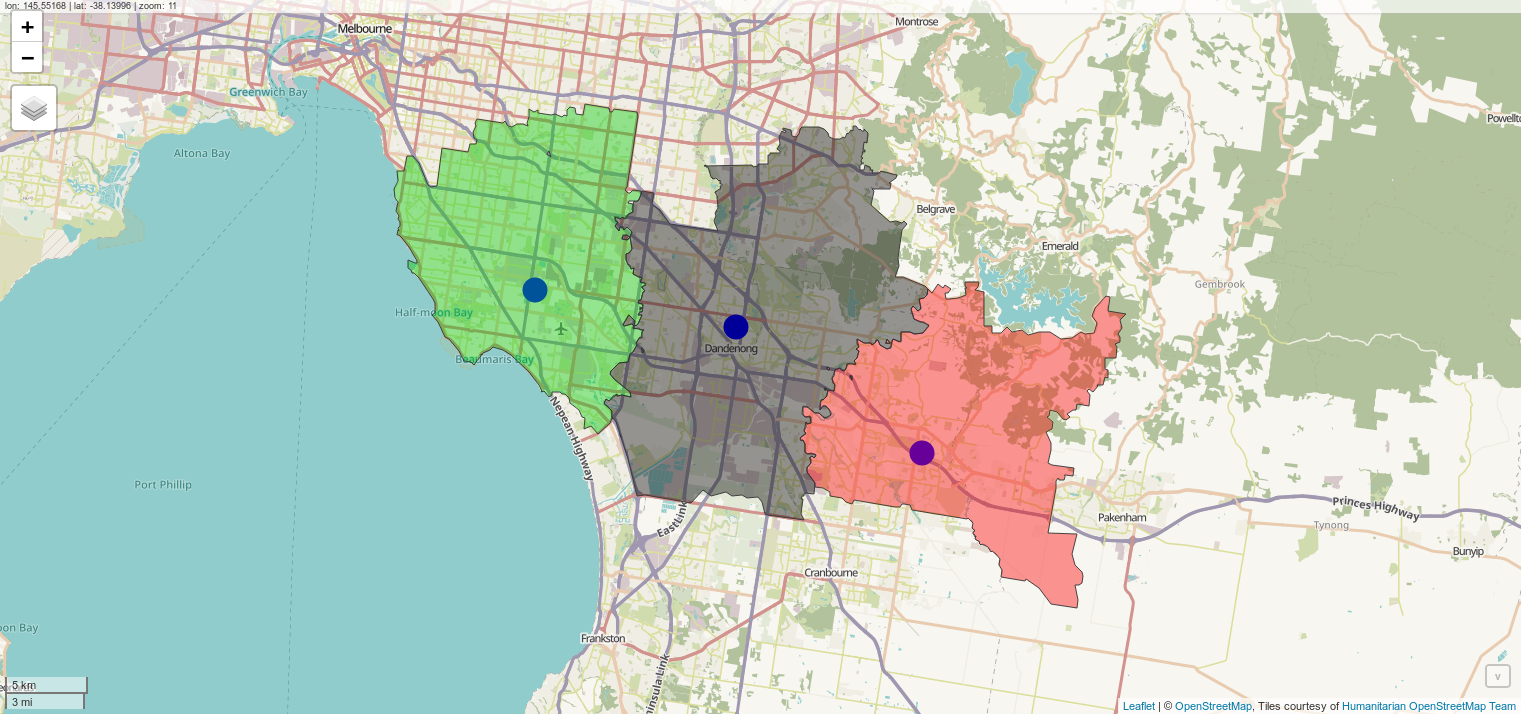 lon: 145.55168 | lat: -38.13996 | zoom: 11
+
−
Melbourne
Montrose
Greenwich Bay
Altona Bay
Powellto
Belgrave
Emerald
Gembrook
Half-moon Bay
Dandenong
Beaumaris Bay
Nepean Highway
Port Phillip
EastLink
Princes Highway
Pakenham
Tynong
Bunyip
Cranbourne
oon Bay
Frankston
ninsula Link
5 km
3 mi
v
Leaflet | © OpenStreetMap, Tiles courtesy of Humanitarian OpenStreetMap Team